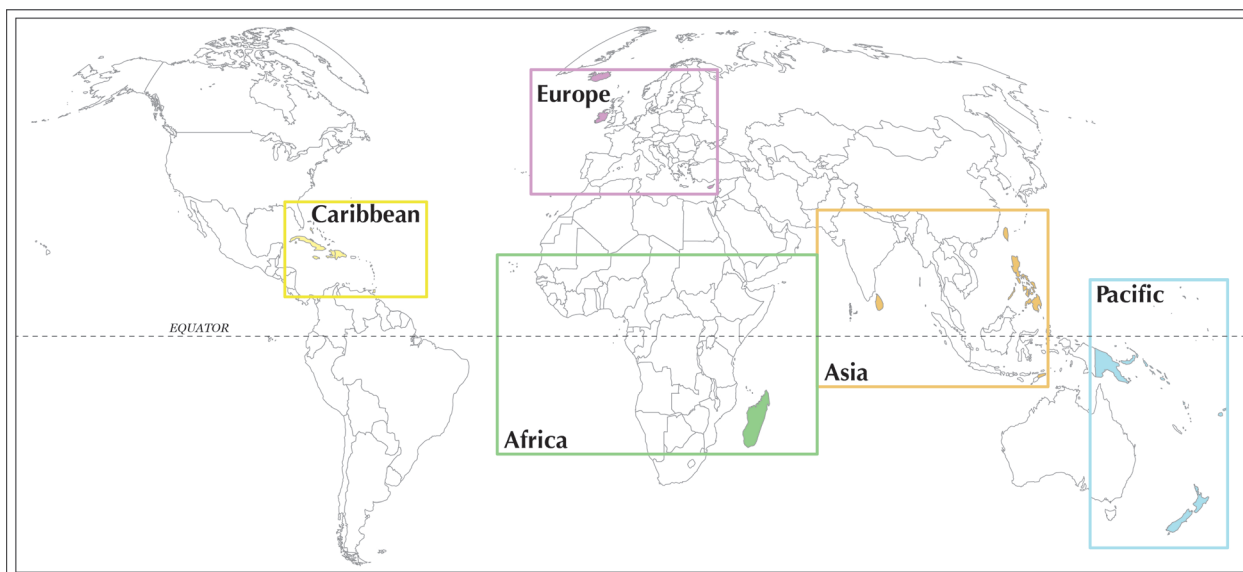 Europe
Caribbean
Pacific
EQUATOR
Asia
Africa